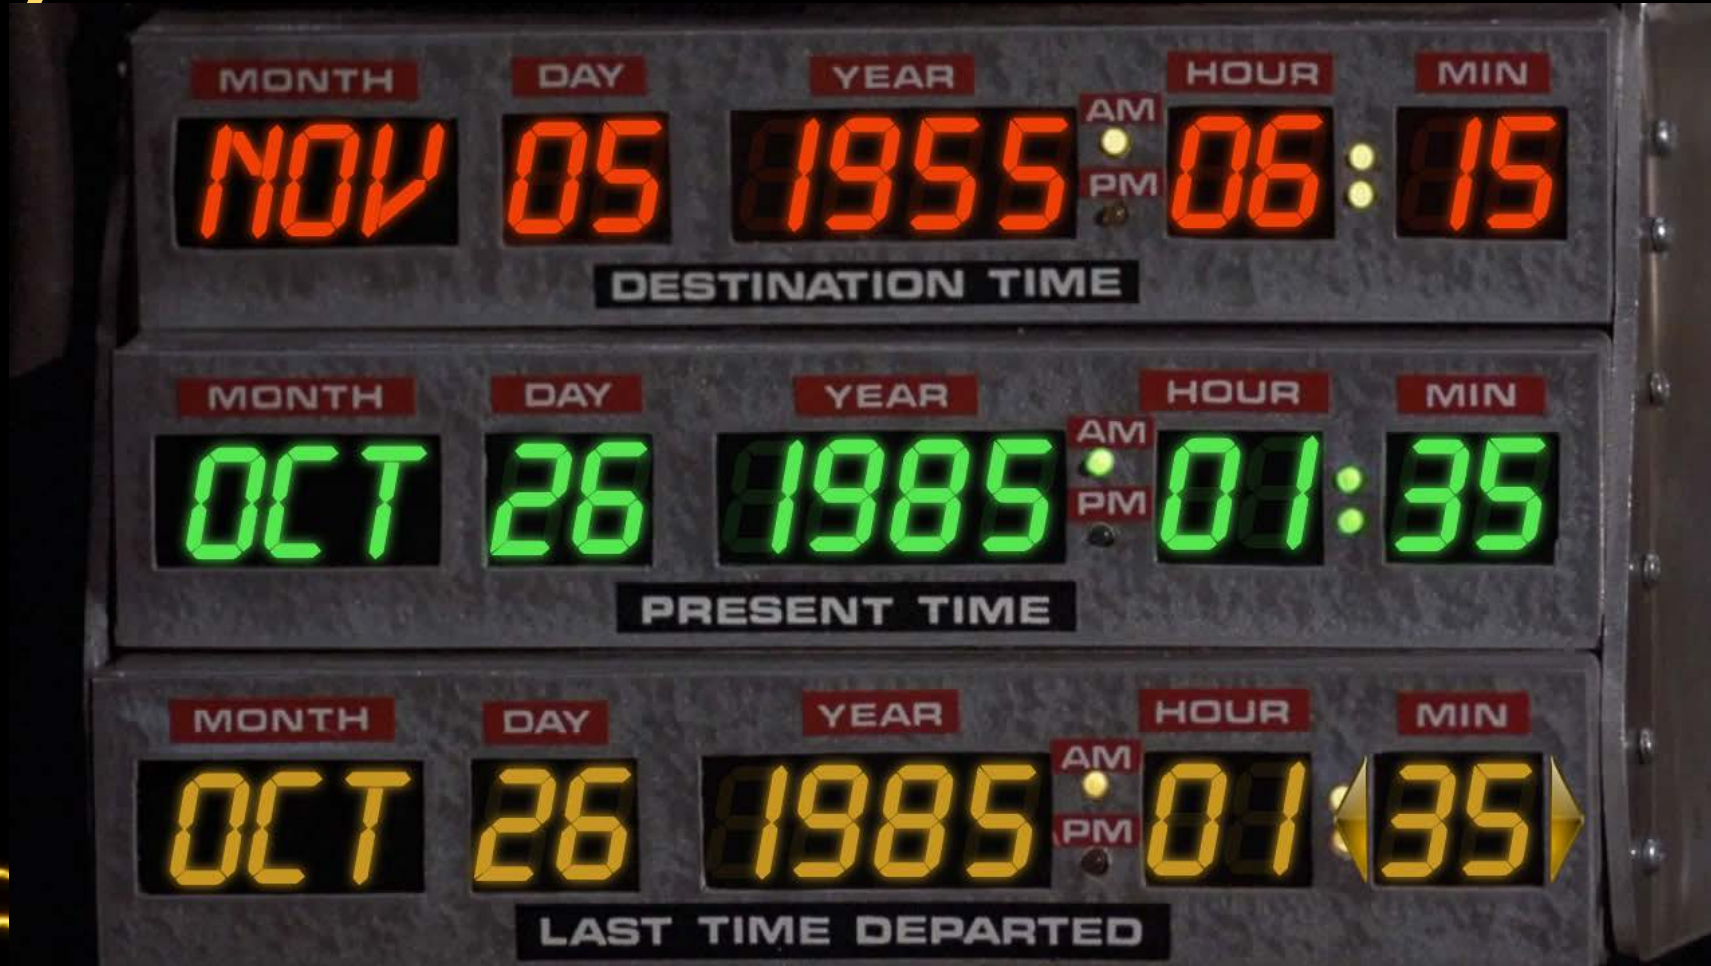 MONTH DAY YEAR HOUR MIN
AM
NOV 05 1955 06:15
PM
DESTINATION TIME
MONTH DAY YEAR HOUR MIN
AM
OCT 26 1985 01:35
PM
PRESENT TIME
MONTH DAY YEAR HOUR MIN
AM
OCT 26 1985 01:35
PM
LAST TIME DEPARTED